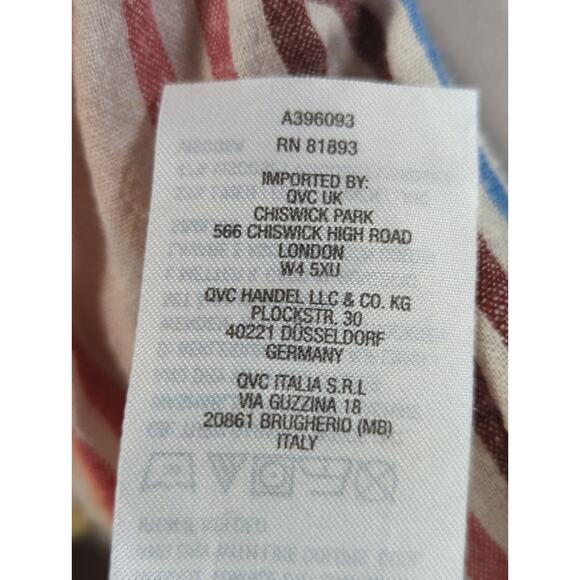 A396093
RN 81893
IMPORTED BY:
QVC UK
CHISWICK PARK
566 CHISWICK HIGH ROAD
LONDON
W4 5XU
QVC HANDEL LLC & CO. KG
PLOCKSTR. 30
40221 DÜSSELDORF
GERMANY
QVC ITALIA S.R.L
VIA GUZZINA 18
20861 BRUGHERIO (MB)
ITALY